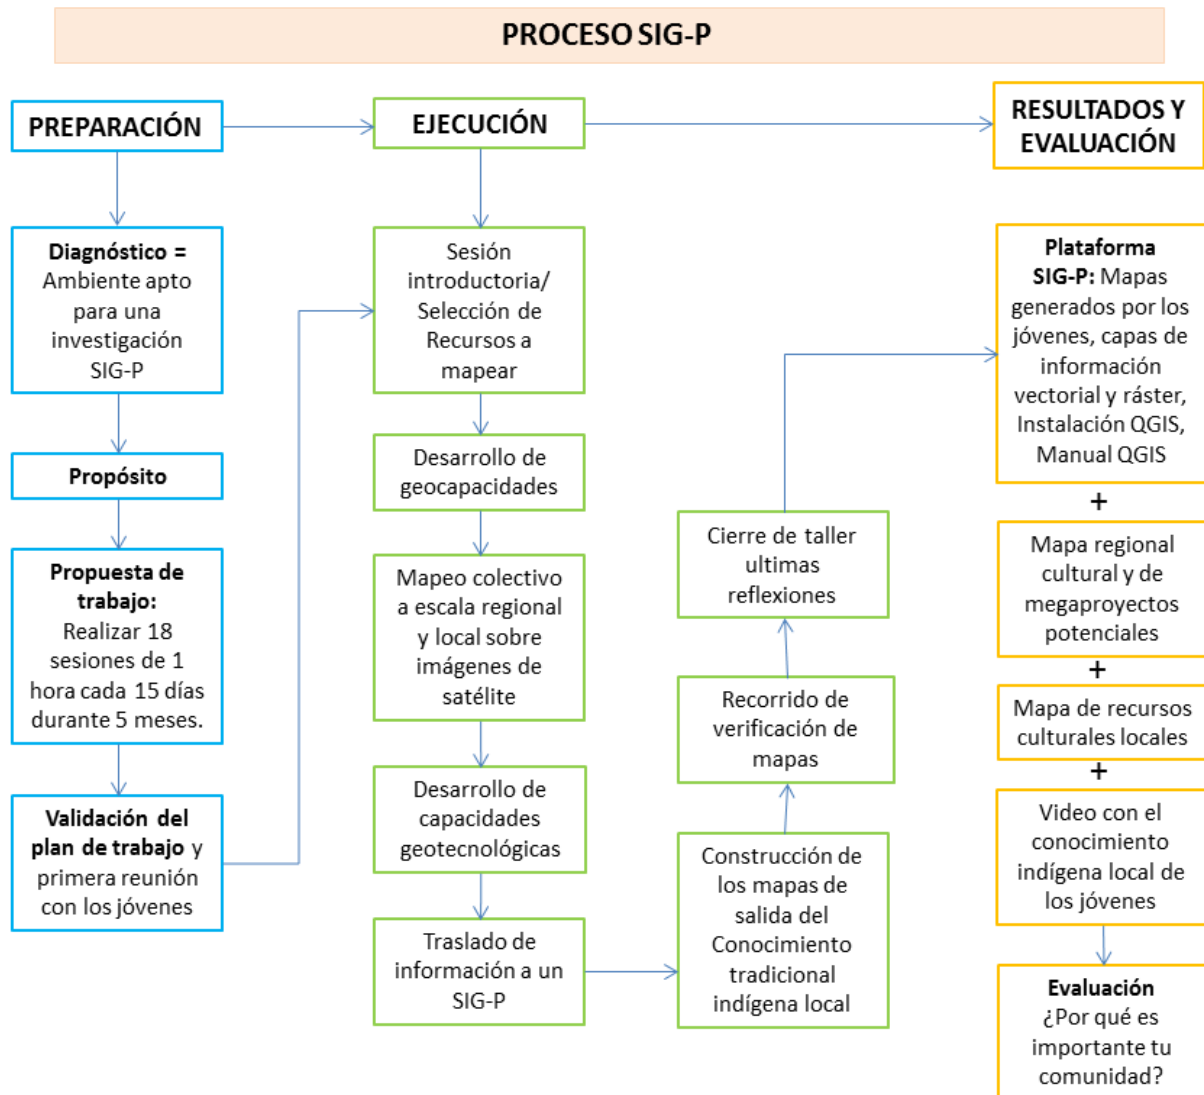 PROCESO SIG-P
PREPARACIÓN
Diagnóstico =
Ambiente apto
para una
investigación
SIG-P
Propósito
Propuesta de
trabajo:
Realizar 18
sesiones de 1
hora cada 15 días
durante 5 meses.
Validación del
plan de trabajo y
primera reunión
con los jóvenes
EJECUCIÓN
Sesión
introductoria/
Selección de
Recursos a
mapear
Desarrollo de
geocapacidades
Mapeo colectivo
a escala regional
y local sobre
imágenes de
satélite
Desarrollo de
capacidades
geotecnológicas
Traslado de
información a un
SIG-P
Construcción de
los mapas de
salida del
Conocimiento
tradicional
indígena local
Recorrido de
verificación de
mapas
Cierre de taller
ultimas
reflexiones
RESULTADOS Y
EVALUACIÓN
Plataforma
SIG-P: Mapas
generados por los
jóvenes, capas de
información
vectorial y ráster,
Instalación QGIS,
Manual QGIS
+
Mapa regional
cultural y de
megaproyectos
potenciales
+
Mapa de recursos
culturales locales
+
Video con el
conocimiento
indígena local de
los jóvenes
Evaluación
¿Por qué es
importante tu
comunidad?